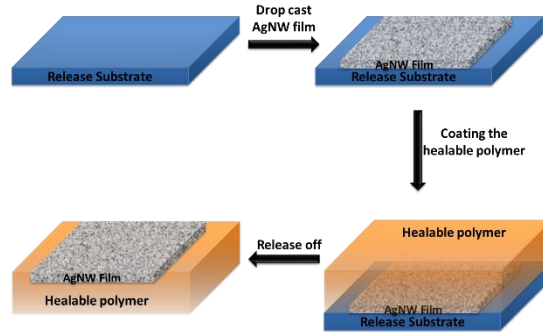 Drop cast
AgNW film
Release Substrate
AgNW Film
Release Substrate
Coating the
healable polymer
Healable polymer
AgNW Film
Release Substrate
Release off
AgNW Film
Healable polymer